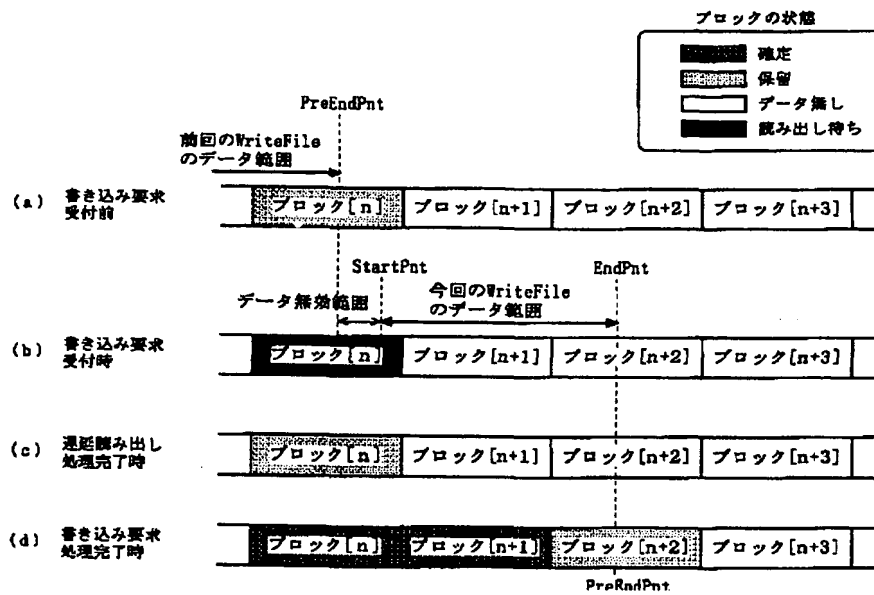 ブロックの状態
確定
保留
データ無し
読み出し待ち
PreEndPnt
前回のWriteFile
のデータ範囲
(a) 書き込み要求
受付前
ブロック[n] ブロック[n+1] ブロック[n+2] ブロック[n+3]
StartPnt EndPnt
データ無効範囲 今回のWriteFile
のデータ範囲
(b) 書き込み要求
受付時
ブロック[n] ブロック[n+1] ブロック[n+2] ブロック[n+3]
(c) 遅延読み出し
処理完了時
ブロック[n] ブロック[n+1] ブロック[n+2] ブロック[n+3]
(d) 書き込み要求
処理完了時
ブロック[n] ブロック[n+1] ブロック[n+2] ブロック[n+3]
PreEndPnt